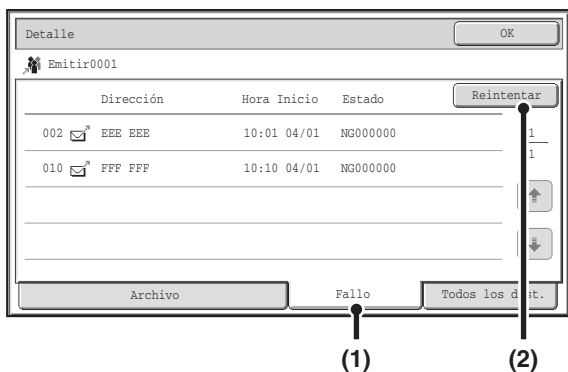 Detalle OK
Emitir0001
Dirección Hora Inicio Estado Reintentar
002 EEE EEE 10:01 04/01 NG000000 1
010 FFF FFF 10:10 04/01 NG000000 1
Archivo Fallo Todos los dest.
(1) (2)